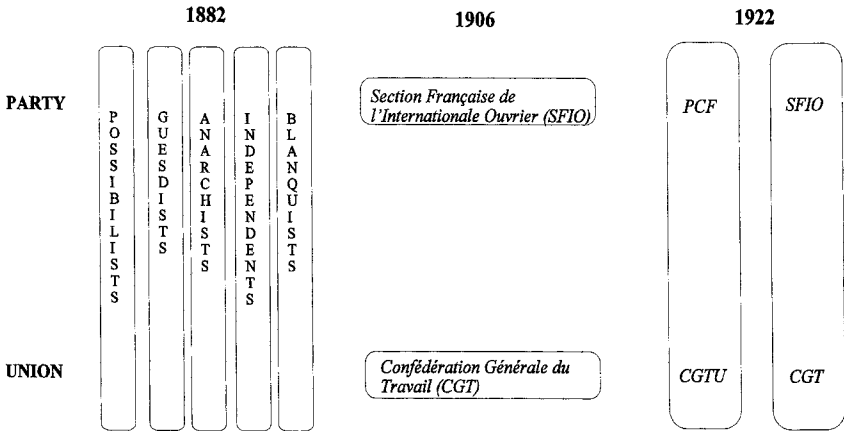 1882 1906 1922
PARTY
POSSIBILISTS
GUESDISTS
ANARCHISTS
INDEPENDENTS
BLANQUISTS
Section Française de
l'Internationale Ouvrier (SFIO)
PCF SFIO
UNION
Confédération Générale du
Travail (CGT)
CGTU CGT